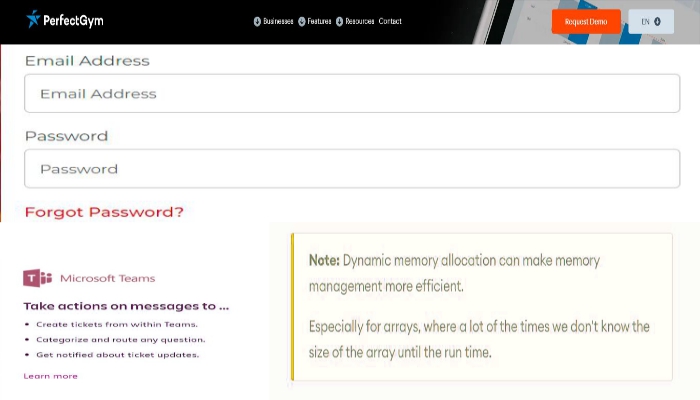 PerfectGym
Businesses Features Resources Contact
Request Demo
EN
Email Address
Email Address
Password
Password
Forgot Password?
Microsoft Teams
Take actions on messages to ...
• Create tickets from within Teams.
• Categorize and route any question.
• Get notified about ticket updates.
Learn more
Note: Dynamic memory allocation can make memory
management more efficient.
Especially for arrays, where a lot of the times we don't know the
size of the array until the run time.